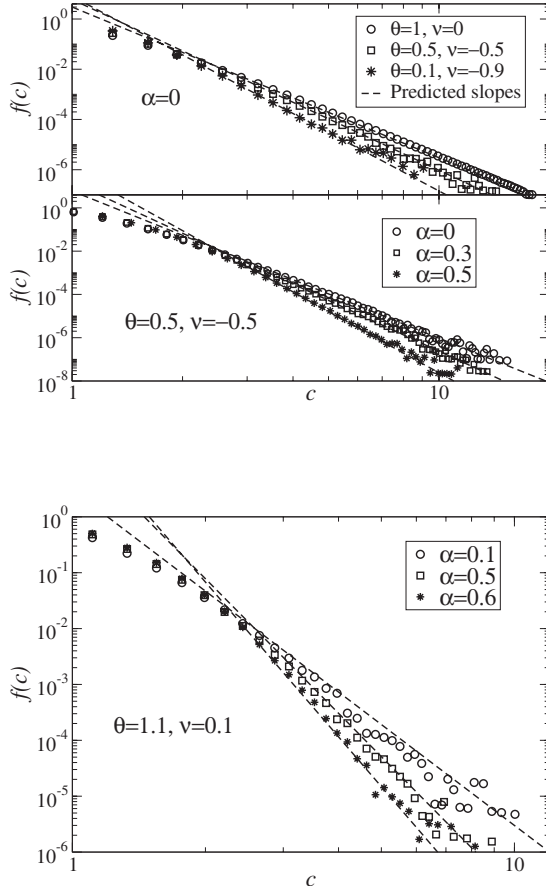 10^0
10^-2
10^-4
10^-6
f(c)
α=0
θ=1, ν=0
θ=0.5, ν=−0.5
θ=0.1, ν=−0.9
Predicted slopes
10^0
10^-2
10^-4
10^-6
10^-8
f(c)
θ=0.5, ν=−0.5
α=0
α=0.3
α=0.5
1
c
10
10^0
10^-1
10^-2
10^-3
10^-4
10^-5
10^-6
f(c)
θ=1.1, ν=0.1
α=0.1
α=0.5
α=0.6
1
c
10